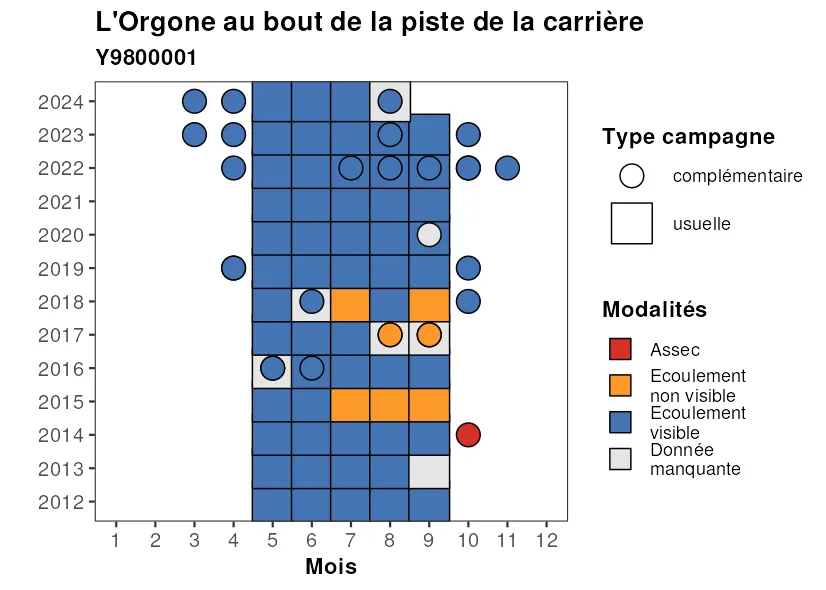 L'Orgone au bout de la piste de la carrière
Y9800001
2024
2023
2022
2021
2020
2019
2018
2017
2016
2015
2014
2013
2012
1 2 3 4 5 6 7 8 9 10 11 12
Mois
Type campagne
complémentaire
usuelle
Modalités
Assec
Ecoulement
non visible
Ecoulement
visible
Donnée
manquante